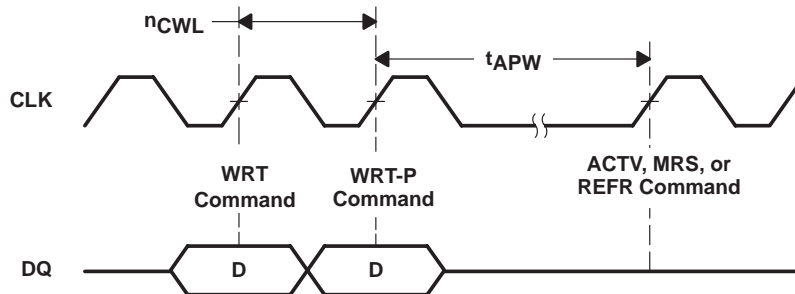 nCWL
tAPW
CLK
WRT
Command
WRT-P
Command
ACTV, MRS, or
REFR Command
DQ
D
D